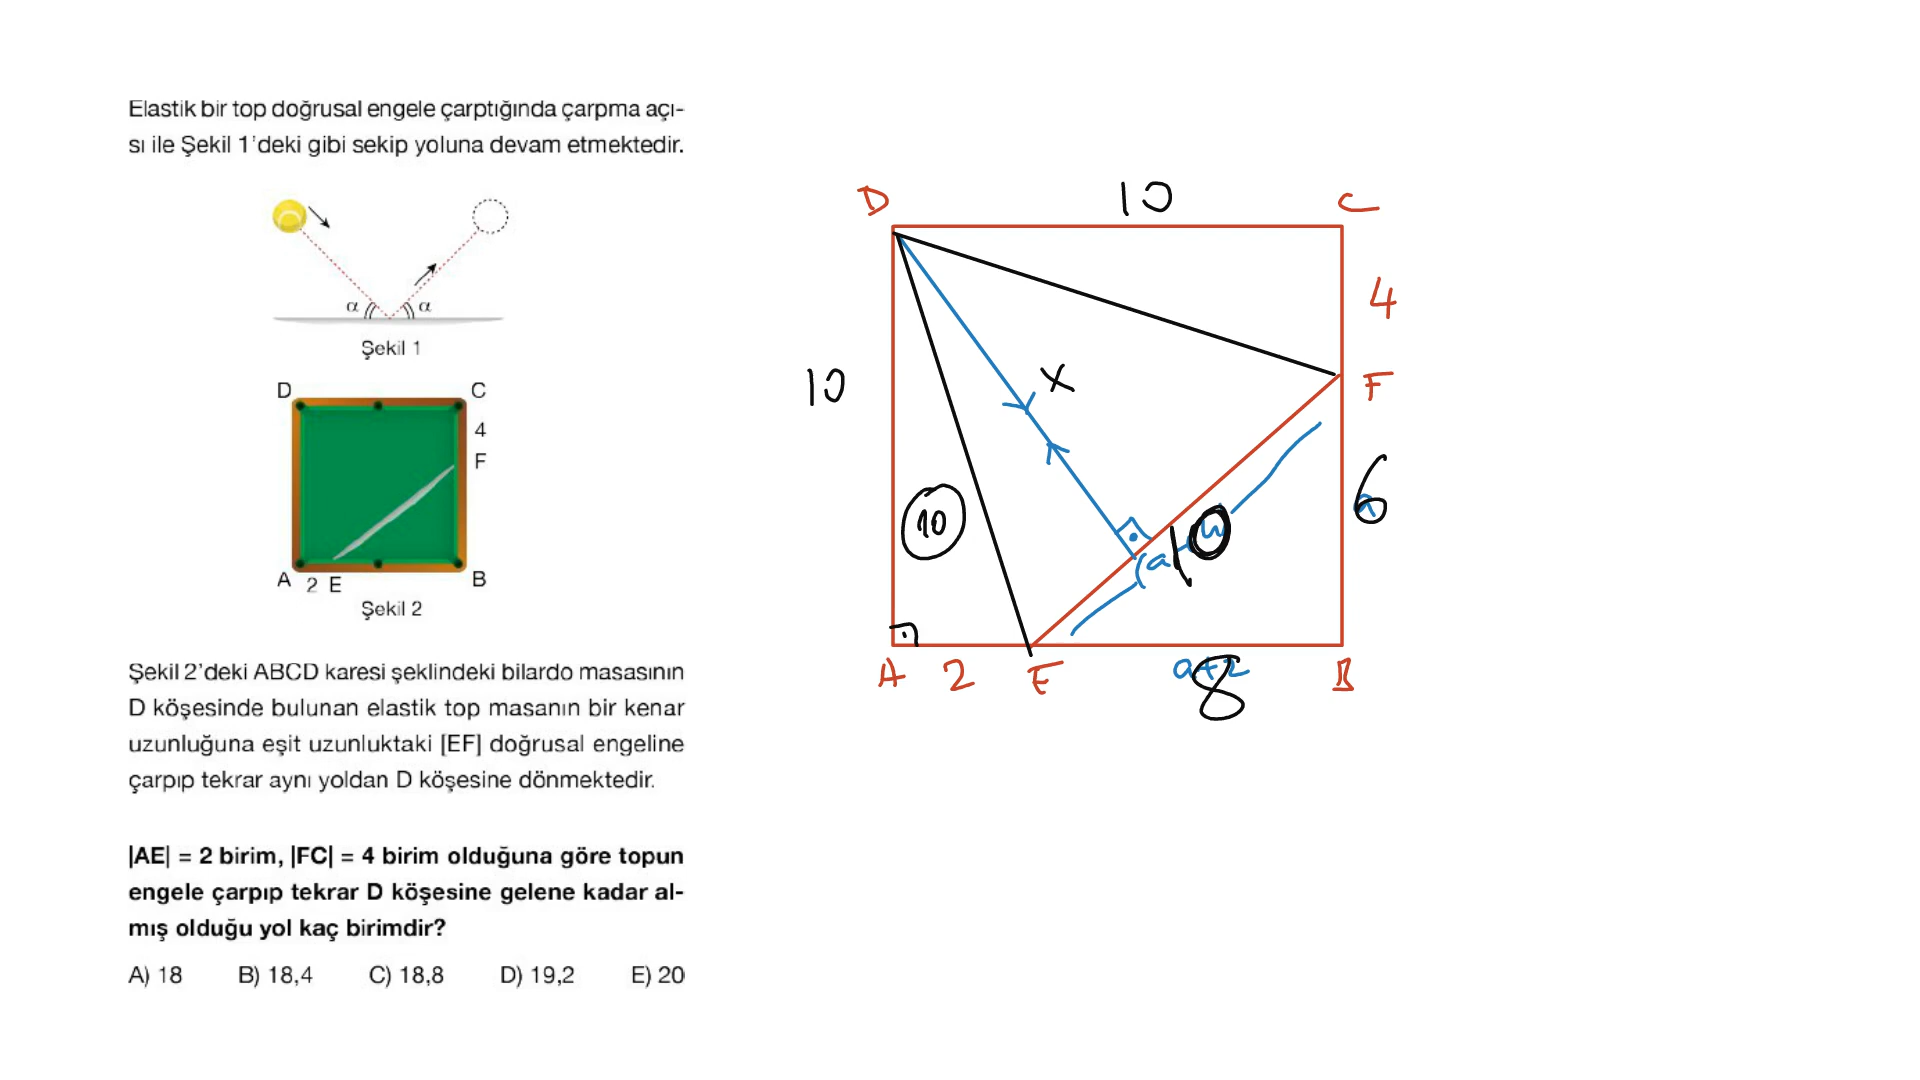 Elastik bir top doğrusal engele çarptığında çarpma açı-
sı ile Şekil 1'deki gibi sekip yoluna devam etmektedir.
α α
Şekil 1
D C
4
F
A 2 E B
Şekil 2
Şekil 2'deki ABCD karesi şeklindeki bilardo masasının
D köşesinde bulunan elastik top masanın bir kenar
uzunluğuna eşit uzunluktaki [EF] doğrusal engeline
çarpıp tekrar aynı yoldan D köşesine dönmektedir.
|AE| = 2 birim, |FC| = 4 birim olduğuna göre topun
engele çarpıp tekrar D köşesine gelene kadar al-
mış olduğu yol kaç birimdir?
A) 18 B) 18,4 C) 18,8 D) 19,2 E) 20
D 10 C
4
10 x F
6
10 10
A 2 E a+2 B
8